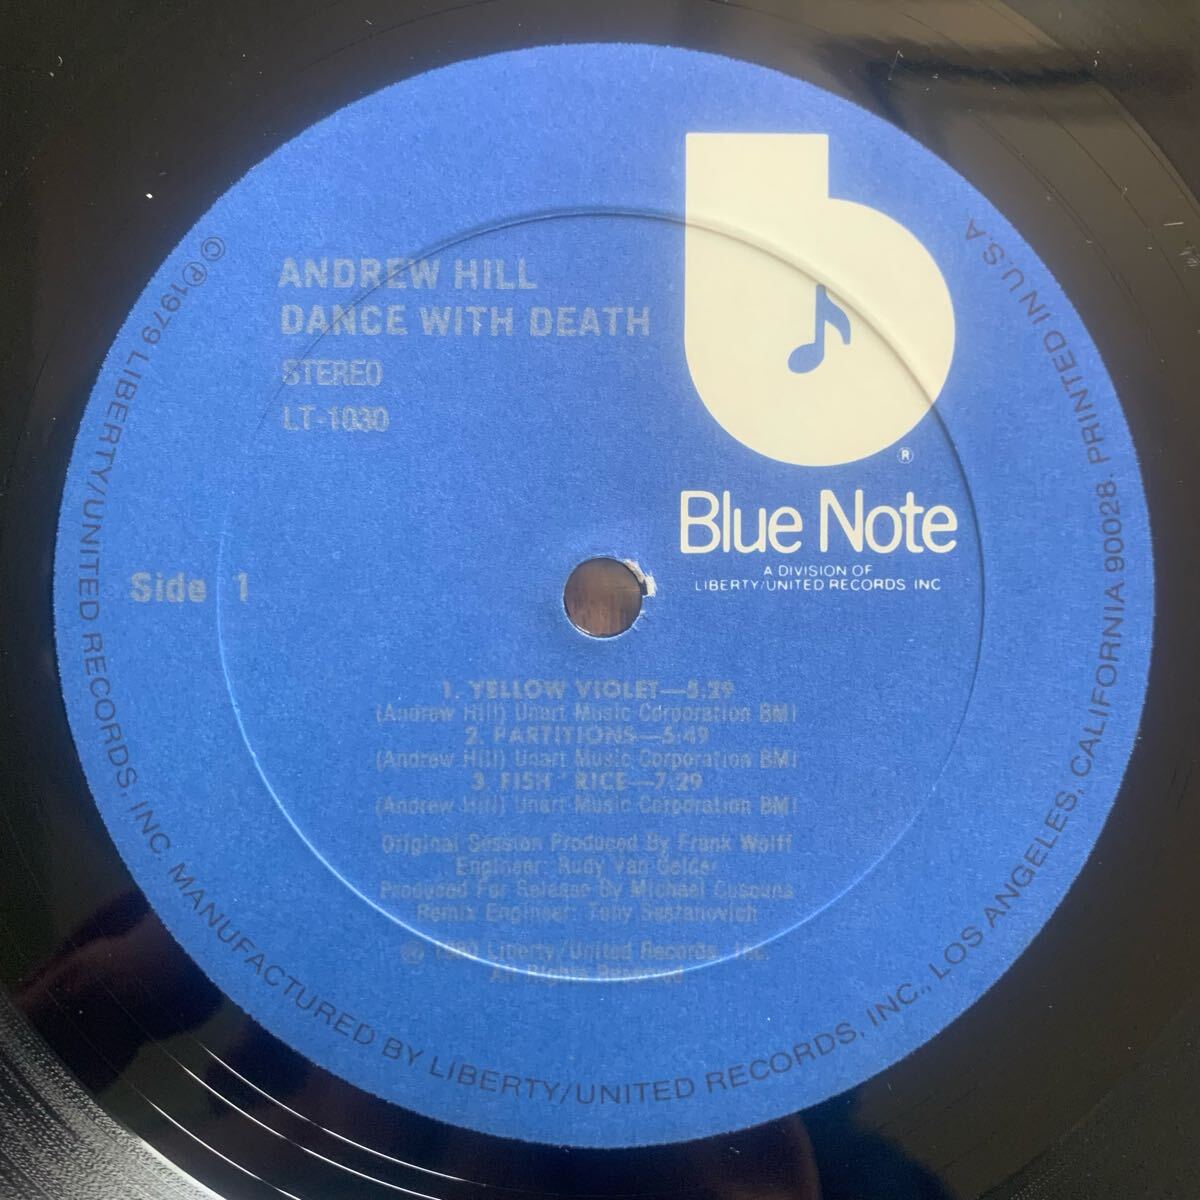 ANDREW HILL
DANCE WITH DEATH
STEREO
LT-1030
®
Blue Note
A DIVISION OF
LIBERTY/UNITED RECORDS, INC
Side 1
1. YELLOW VIOLET—5:29
(Andrew Hill) Unart Music Corporation BMI
2. PARTITIONS—5:49
(Andrew Hill) Unart Music Corporation BMI
3. FISH ' RICE—7:29
(Andrew Hill) Unart Music Corporation BMI
Original Session Produced By Frank Wolff
Engineer: Rudy Van Gelder
Produced For Release By Michael Cuscuna
Remix Engineer: Tony Sestanovich
Liberty/United Records, Inc.
All Rights Reserved
©℗1979 LIBERTY/UNITED RECORDS, INC. MANUFACTURED BY LIBERTY/UNITED RECORDS, INC., LOS ANGELES, CALIFORNIA 90028. PRINTED IN U.S.A